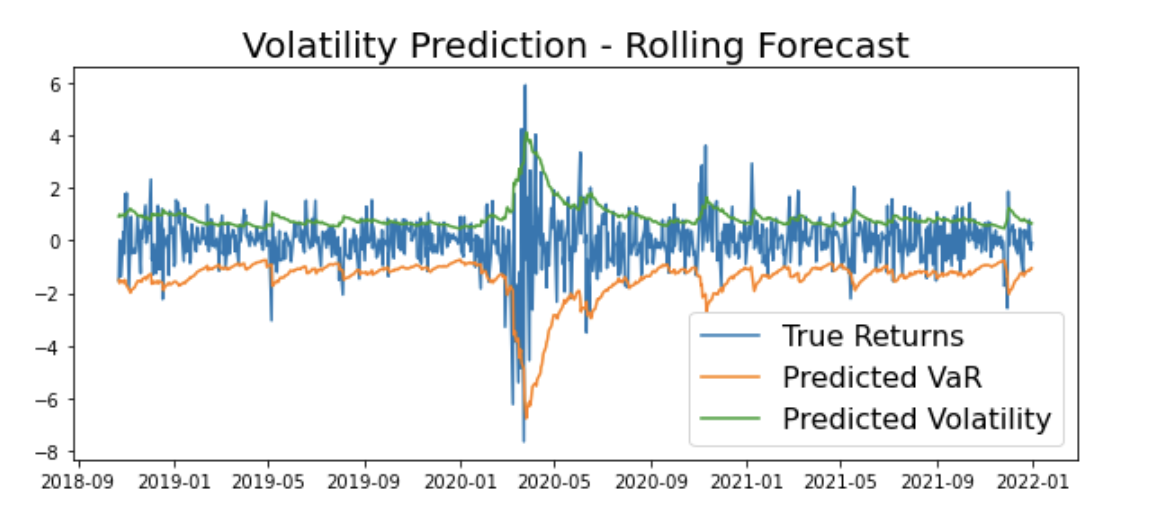 Volatility Prediction - Rolling Forecast
6
4
2
0
−2
−4
−6
−8
True Returns
Predicted VaR
Predicted Volatility
2018-09 2019-01 2019-05 2019-09 2020-01 2020-05 2020-09 2021-01 2021-05 2021-09 2022-01